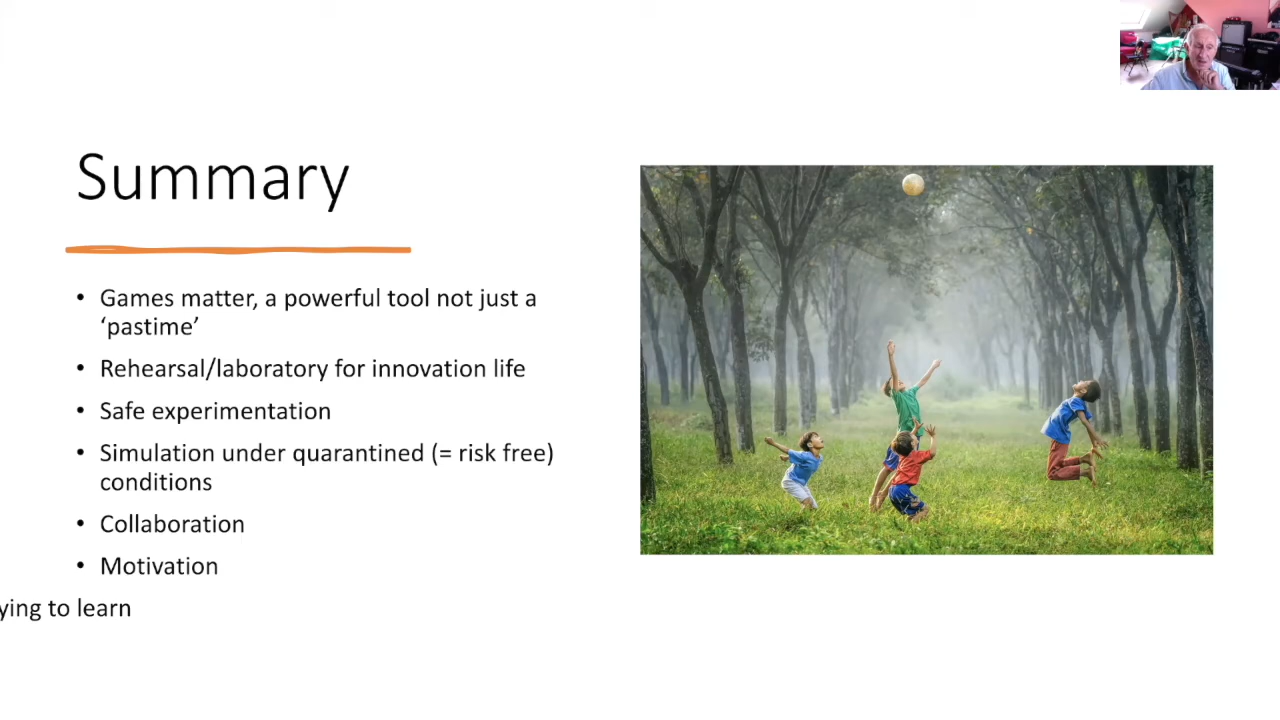 Summary
• Games matter, a powerful tool not just a
‘pastime’
• Rehearsal/laboratory for innovation life
• Safe experimentation
• Simulation under quarantined (= risk free)
conditions
• Collaboration
• Motivation
ying to learn